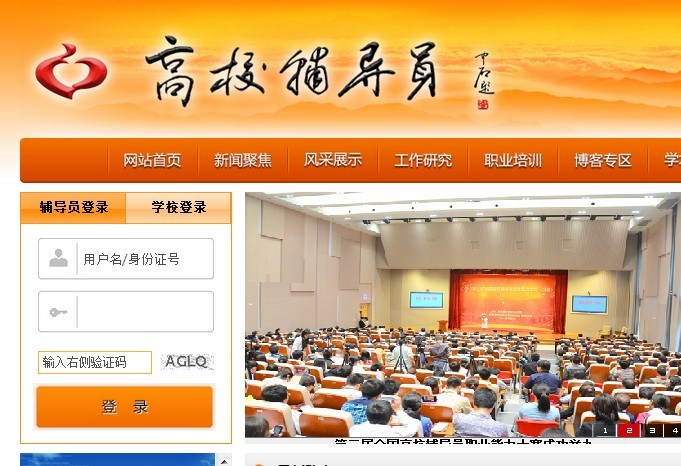 高校辅导员
网站首页 新闻聚焦 风采展示 工作研究 职业培训 博客专区
辅导员登录 学校登录
用户名/身份证号
输入右侧验证码 AGLQ
登 录
1 2 3 4